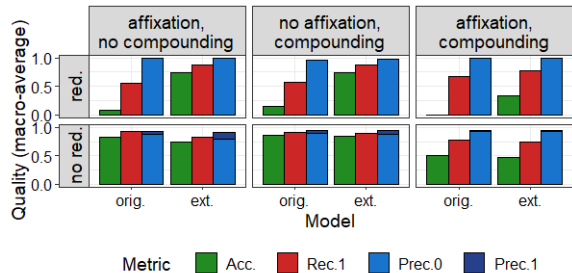 affixation,
no compounding
no affixation,
compounding
affixation,
compounding
Quality (macro-average)
red.
1.0
0.5
0.0
no red.
1.0
0.5
0.0
orig.
ext.
orig.
ext.
orig.
ext.
Model
Metric
Acc.
Rec.1
Prec.0
Prec.1